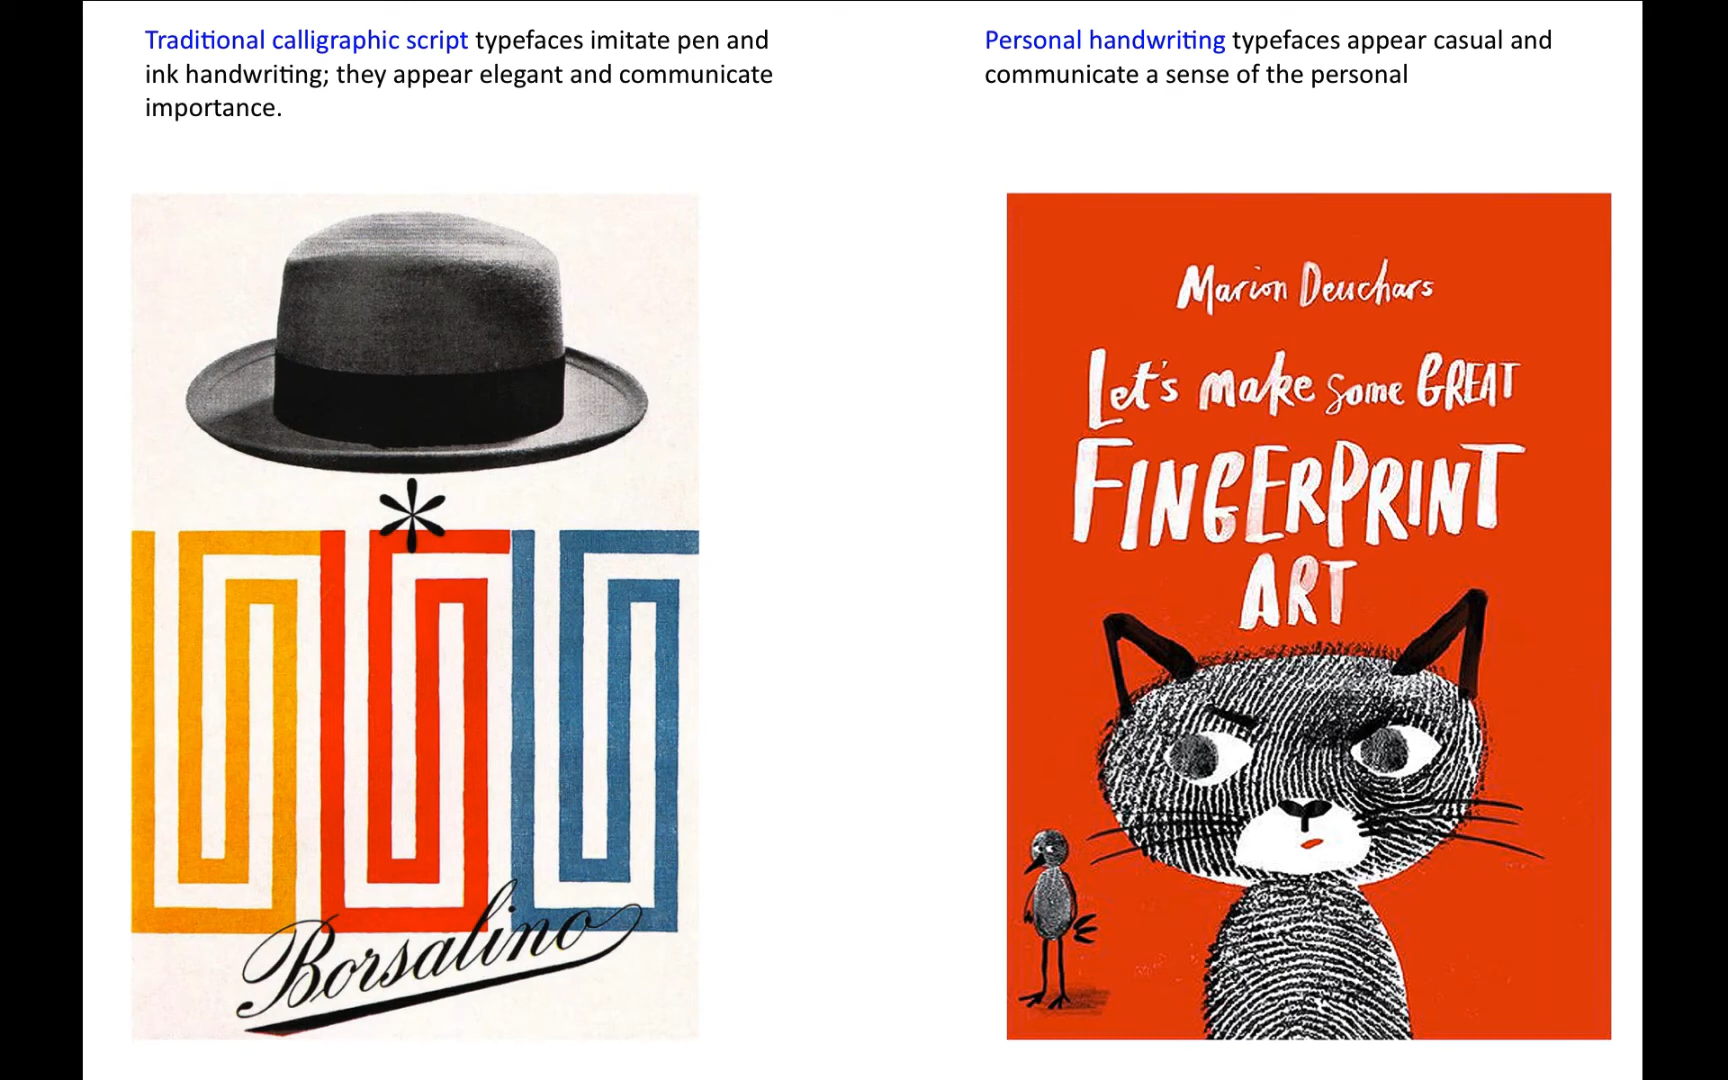 Traditional calligraphic script typefaces imitate pen and
ink handwriting; they appear elegant and communicate
importance.
Personal handwriting typefaces appear casual and
communicate a sense of the personal
*
Borsalino
Marion Deuchars
Let's make some GREAT
FINGERPRINT
ART